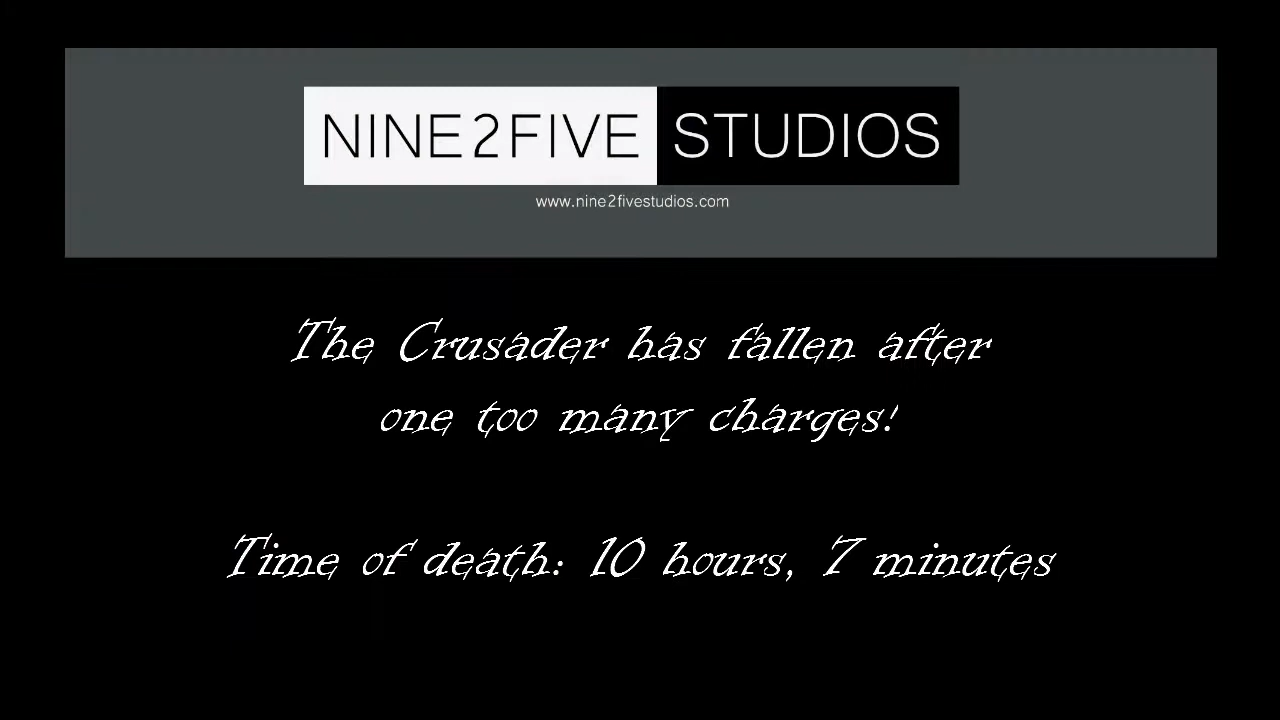 NINE2FIVE STUDIOS
www.nine2fivestudios.com
The Crusader has fallen after
one too many charges!
Time of death: 10 hours, 7 minutes